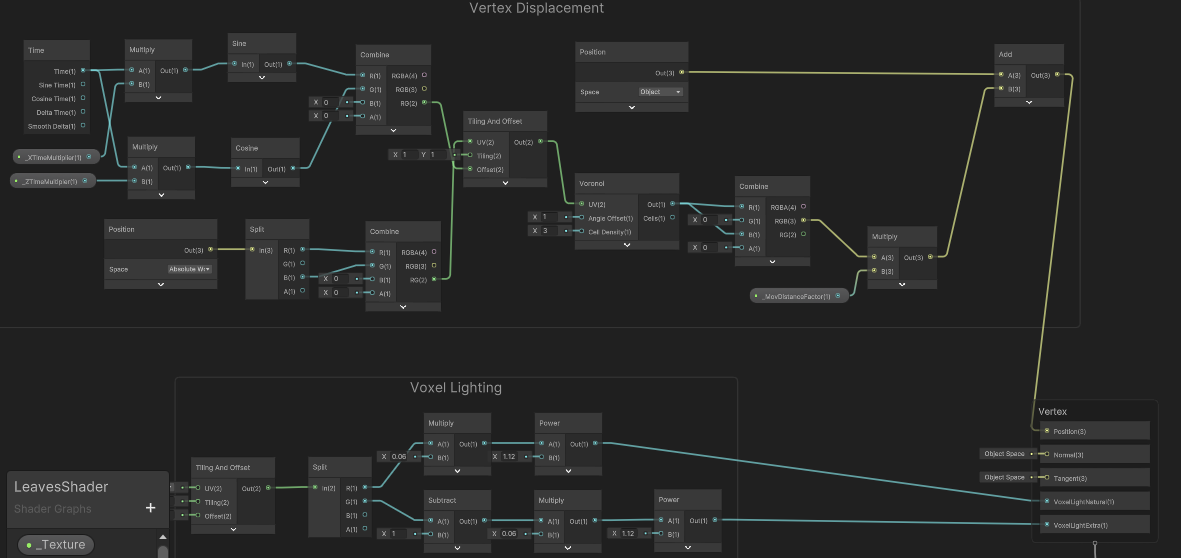 Vertex Displacement
Time
Time(1)
Sine Time(1)
Cosine Time(1)
Delta Time(1)
Smooth Delta(1)
Multiply
A(1) Out(1)
B(1)
Sine
In(1) Out(1)
Combine
R(1) RGBA(4)
G(1) RGB(3)
X 0 B(1) RG(2)
X 0 A(1)
Position
Out(3)
Space Object
Add
A(3) Out(3)
B(3)
_XTimeMultiplier(1)
_ZTimeMultipier(1)
Multiply
A(1) Out(1)
B(1)
Cosine
In(1) Out(1)
Tiling And Offset
UV(2) Out(2)
X 1 Y 1 Tiling(2)
Offset(2)
Voronoi
UV(2) Out(1)
X 1 Angle Offset(1) Cells(1)
X 3 Cell Density(1)
Combine
R(1) RGBA(4)
X 0 G(1) RGB(3)
B(1) RG(2)
X 0 A(1)
Position
Out(3)
Space Absolute W
Split
In(3) R(1)
G(1)
B(1)
A(1)
Combine
R(1) RGBA(4)
G(1) RGB(3)
X 0 B(1) RG(2)
X 0 A(1)
Multiply
A(3) Out(3)
B(3)
_MovDistanceFactor(1)
Voxel Lighting
Tiling And Offset
UV(2) Out(2)
Tiling(2)
Offset(2)
Split
In(2) R(1)
G(1)
B(1)
A(1)
Multiply
A(1) Out(1)
X 0.06 B(1)
Power
A(1) Out(1)
X 1.12 B(1)
Subtract
A(1) Out(1)
X 1 B(1)
Multiply
A(1) Out(1)
X 0.06 B(1)
Power
A(1) Out(1)
X 1.12 B(1)
Vertex
Position(3)
Object Space Normal(3)
Object Space Tangent(3)
VoxelLightNatural(1)
VoxelLightExtra(1)
LeavesShader
Shader Graphs
+
_Texture